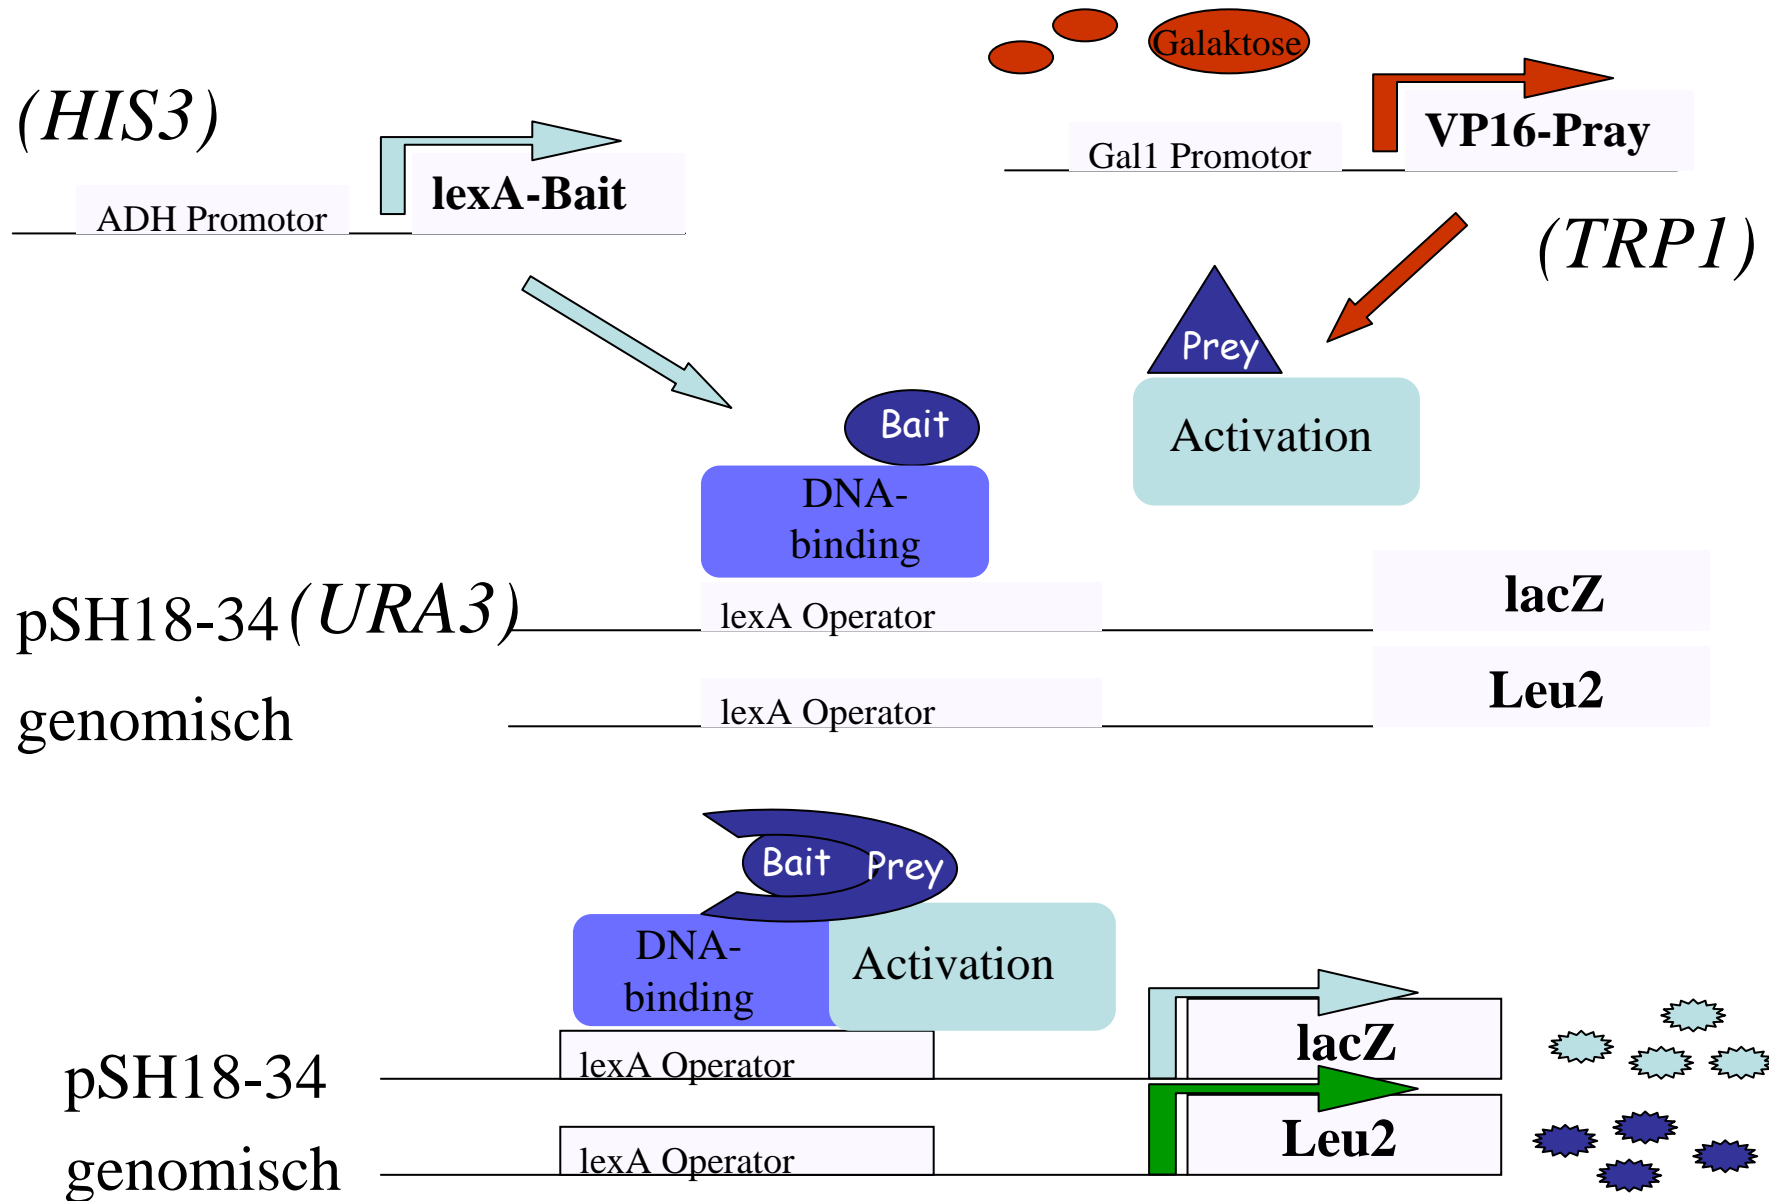 Galaktose
(HIS3)
VP16-Pray
Gal1 Promotor
lexA-Bait
ADH Promotor
(TRP1)
Prey
Bait
Activation
DNA-
binding
lacZ
pSH18-34 (URA3)
lexA Operator
Leu2
genomisch
lexA Operator
Bait Prey
DNA-
binding
Activation
lacZ
pSH18-34
lexA Operator
Leu2
genomisch
lexA Operator